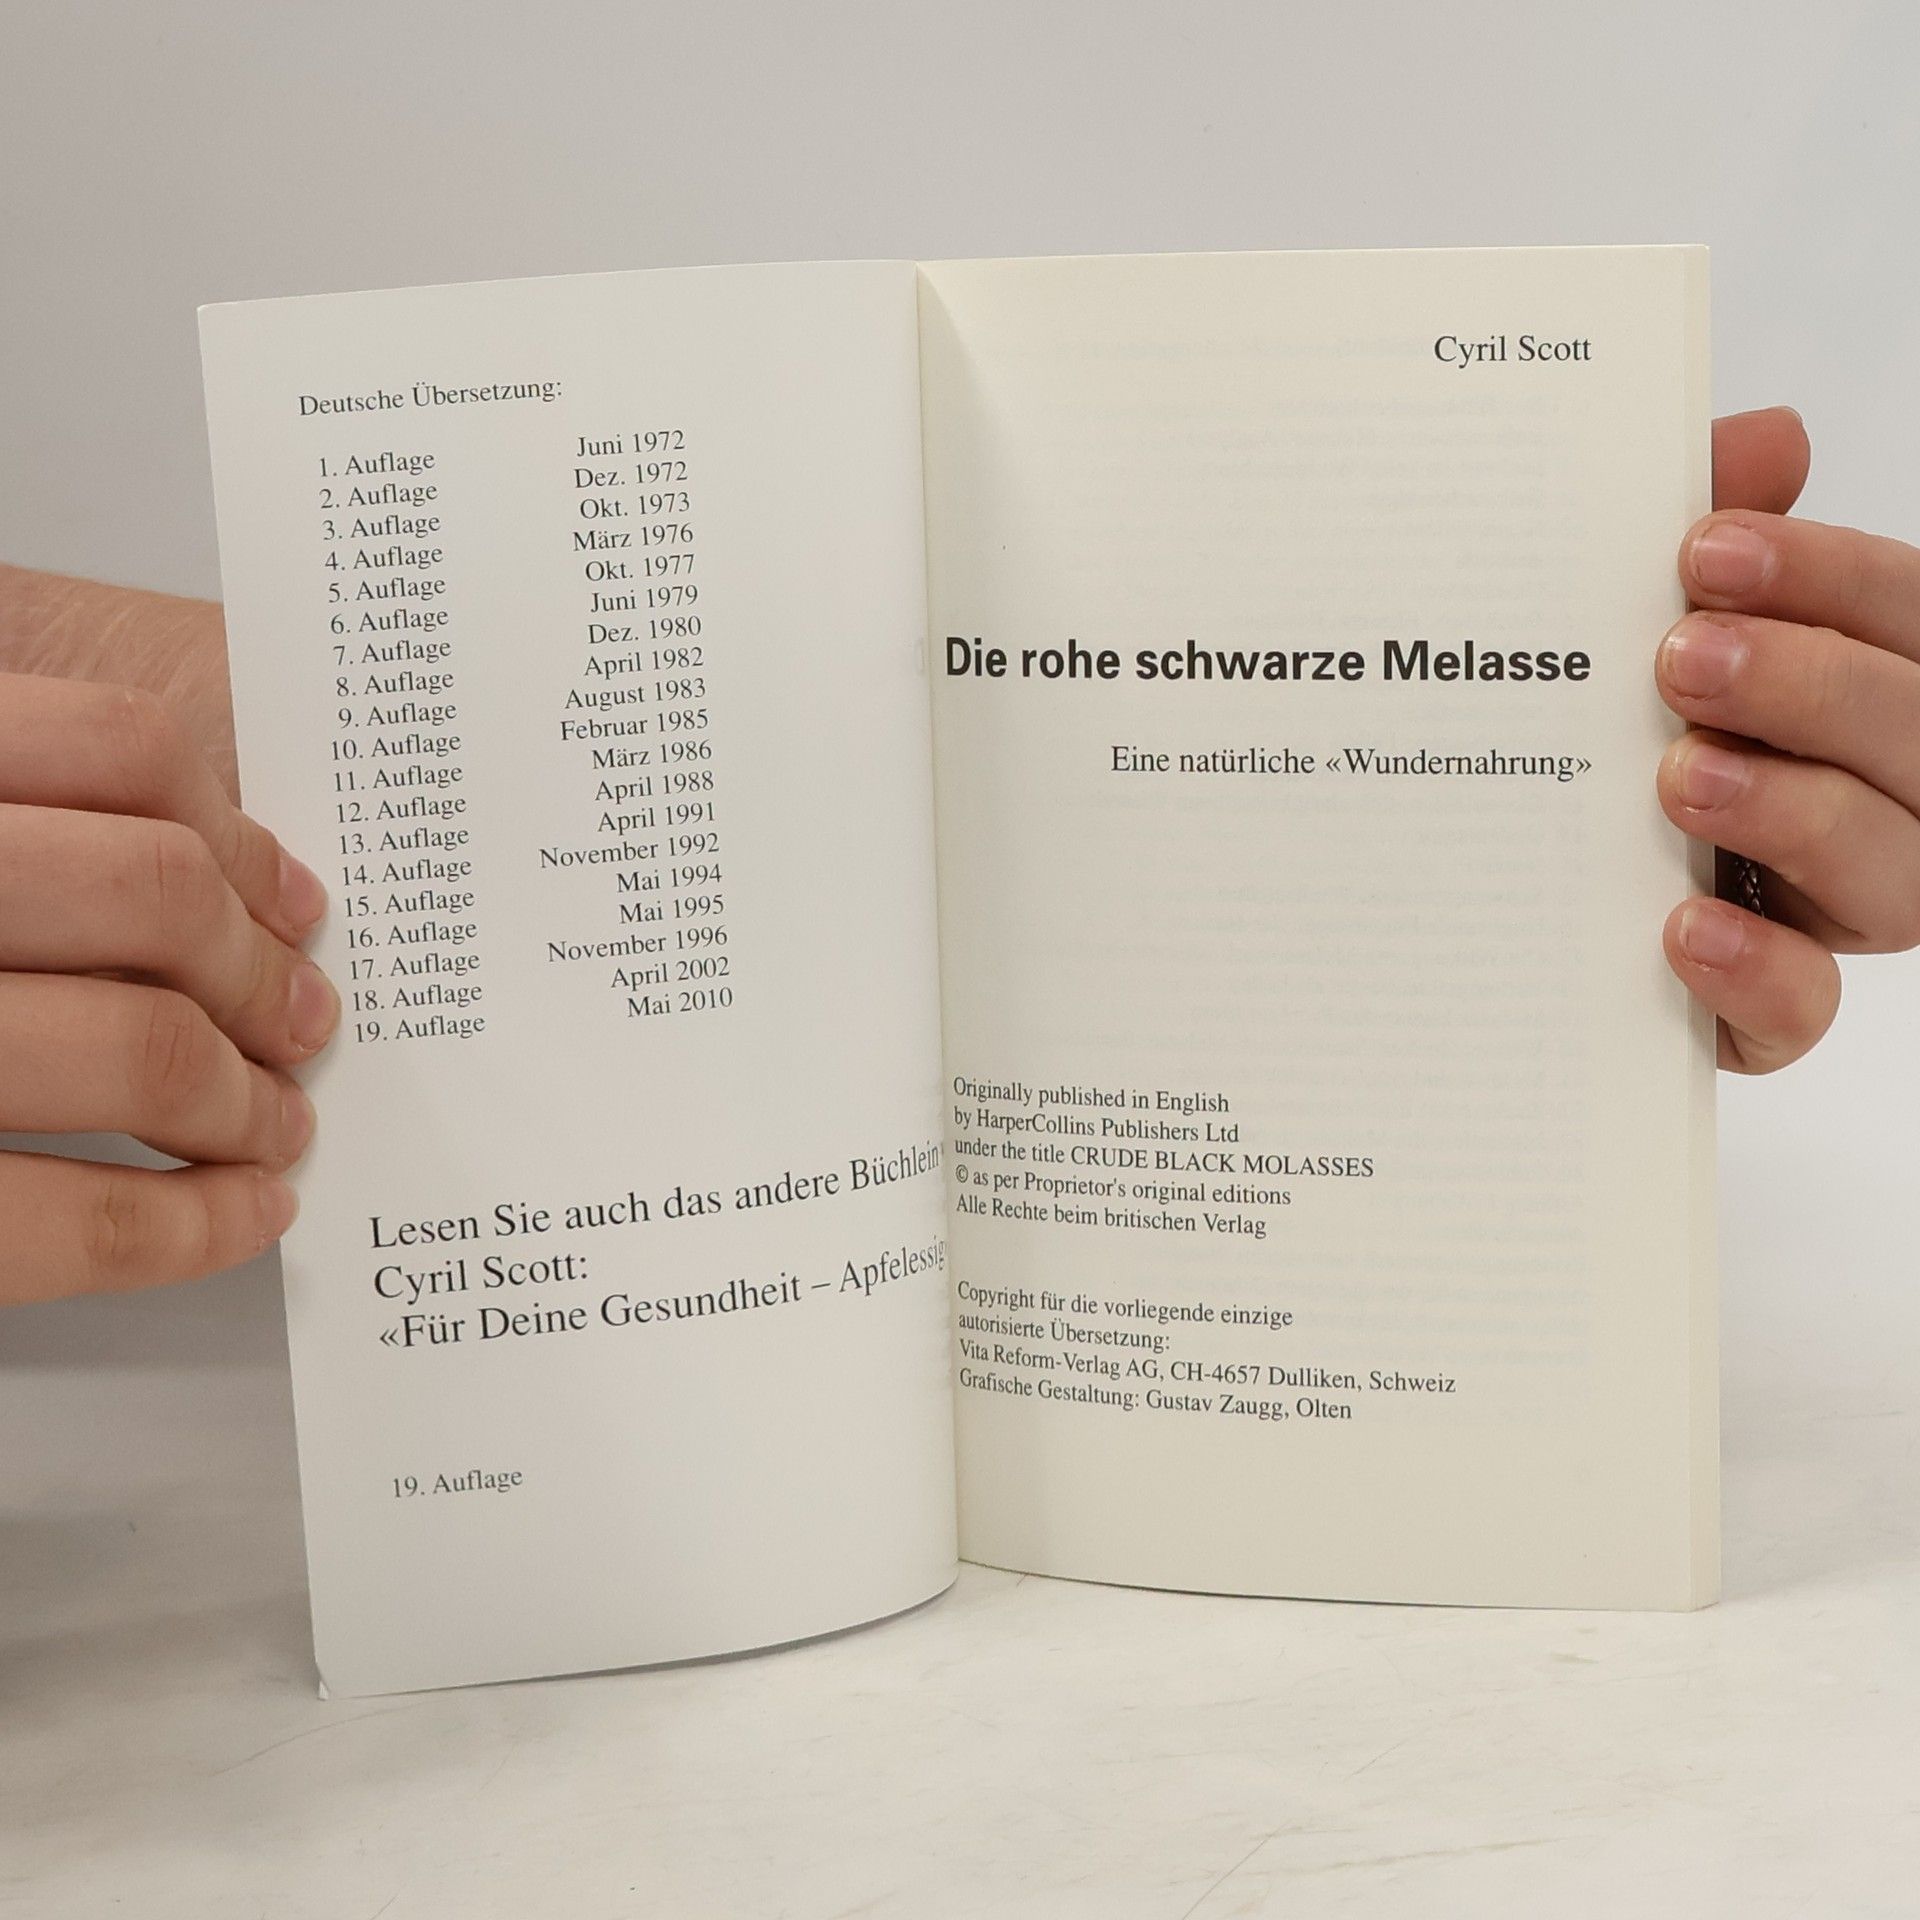 Deutsche Übersetzung:
1. Auflage Juni 1972
2. Auflage Dez. 1972
3. Auflage Okt. 1973
4. Auflage März 1976
5. Auflage Okt. 1977
6. Auflage Juni 1979
7. Auflage Dez. 1980
8. Auflage April 1982
9. Auflage August 1983
10. Auflage Februar 1985
11. Auflage März 1986
12. Auflage April 1988
13. Auflage April 1991
14. Auflage November 1992
15. Auflage Mai 1994
16. Auflage Mai 1995
17. Auflage November 1996
18. Auflage April 2002
19. Auflage Mai 2010
Lesen Sie auch das andere Büchlein
Cyril Scott:
«Für Deine Gesundheit – Apfelessig
19. Auflage
Cyril Scott
Die rohe schwarze Melasse
Eine natürliche «Wundernahrung»
Originally published in English
by HarperCollins Publishers Ltd
under the title CRUDE BLACK MOLASSES
© as per Proprietor's original editions
Alle Rechte beim britischen Verlag
Copyright für die vorliegende einzige
autorisierte Übersetzung:
Vita Reform-Verlag AG, CH-4657 Dulliken, Schweiz
Grafische Gestaltung: Gustav Zaugg, Olten